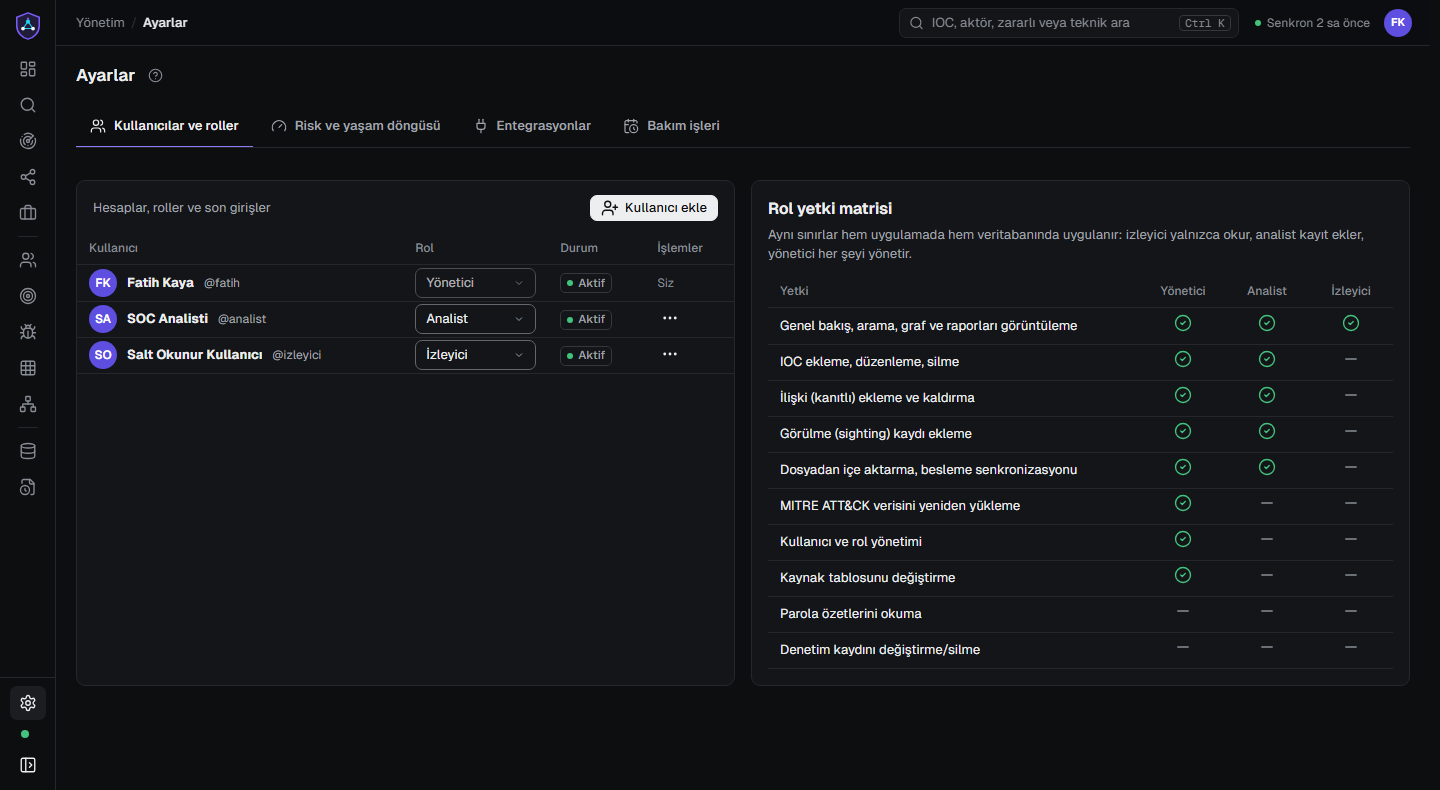 Yönetim / Ayarlar
IOC, aktör, zararlı veya teknik ara
Ctrl K
Senkron 2 sa önce
FK
Ayarlar
Kullanıcılar ve roller
Risk ve yaşam döngüsü
Entegrasyonlar
Bakım işleri
Hesaplar, roller ve son girişler
Kullanıcı ekle
Kullanıcı Rol Durum İşlemler
FK Fatih Kaya @fatih Yönetici Aktif Siz
SA SOC Analisti @analist Analist Aktif
SO Salt Okunur Kullanıcı @izleyici İzleyici Aktif
Rol yetki matrisi
Aynı sınırlar hem uygulamada hem veritabanında uygulanır: izleyici yalnızca okur, analist kayıt ekler,
yönetici her şeyi yönetir.
Yetki Yönetici Analist İzleyici
Genel bakış, arama, graf ve raporları görüntüleme
IOC ekleme, düzenleme, silme
İlişki (kanıtlı) ekleme ve kaldırma
Görülme (sighting) kaydı ekleme
Dosyadan içe aktarma, besleme senkronizasyonu
MITRE ATT&CK verisini yeniden yükleme
Kullanıcı ve rol yönetimi
Kaynak tablosunu değiştirme
Parola özetlerini okuma
Denetim kaydını değiştirme/silme